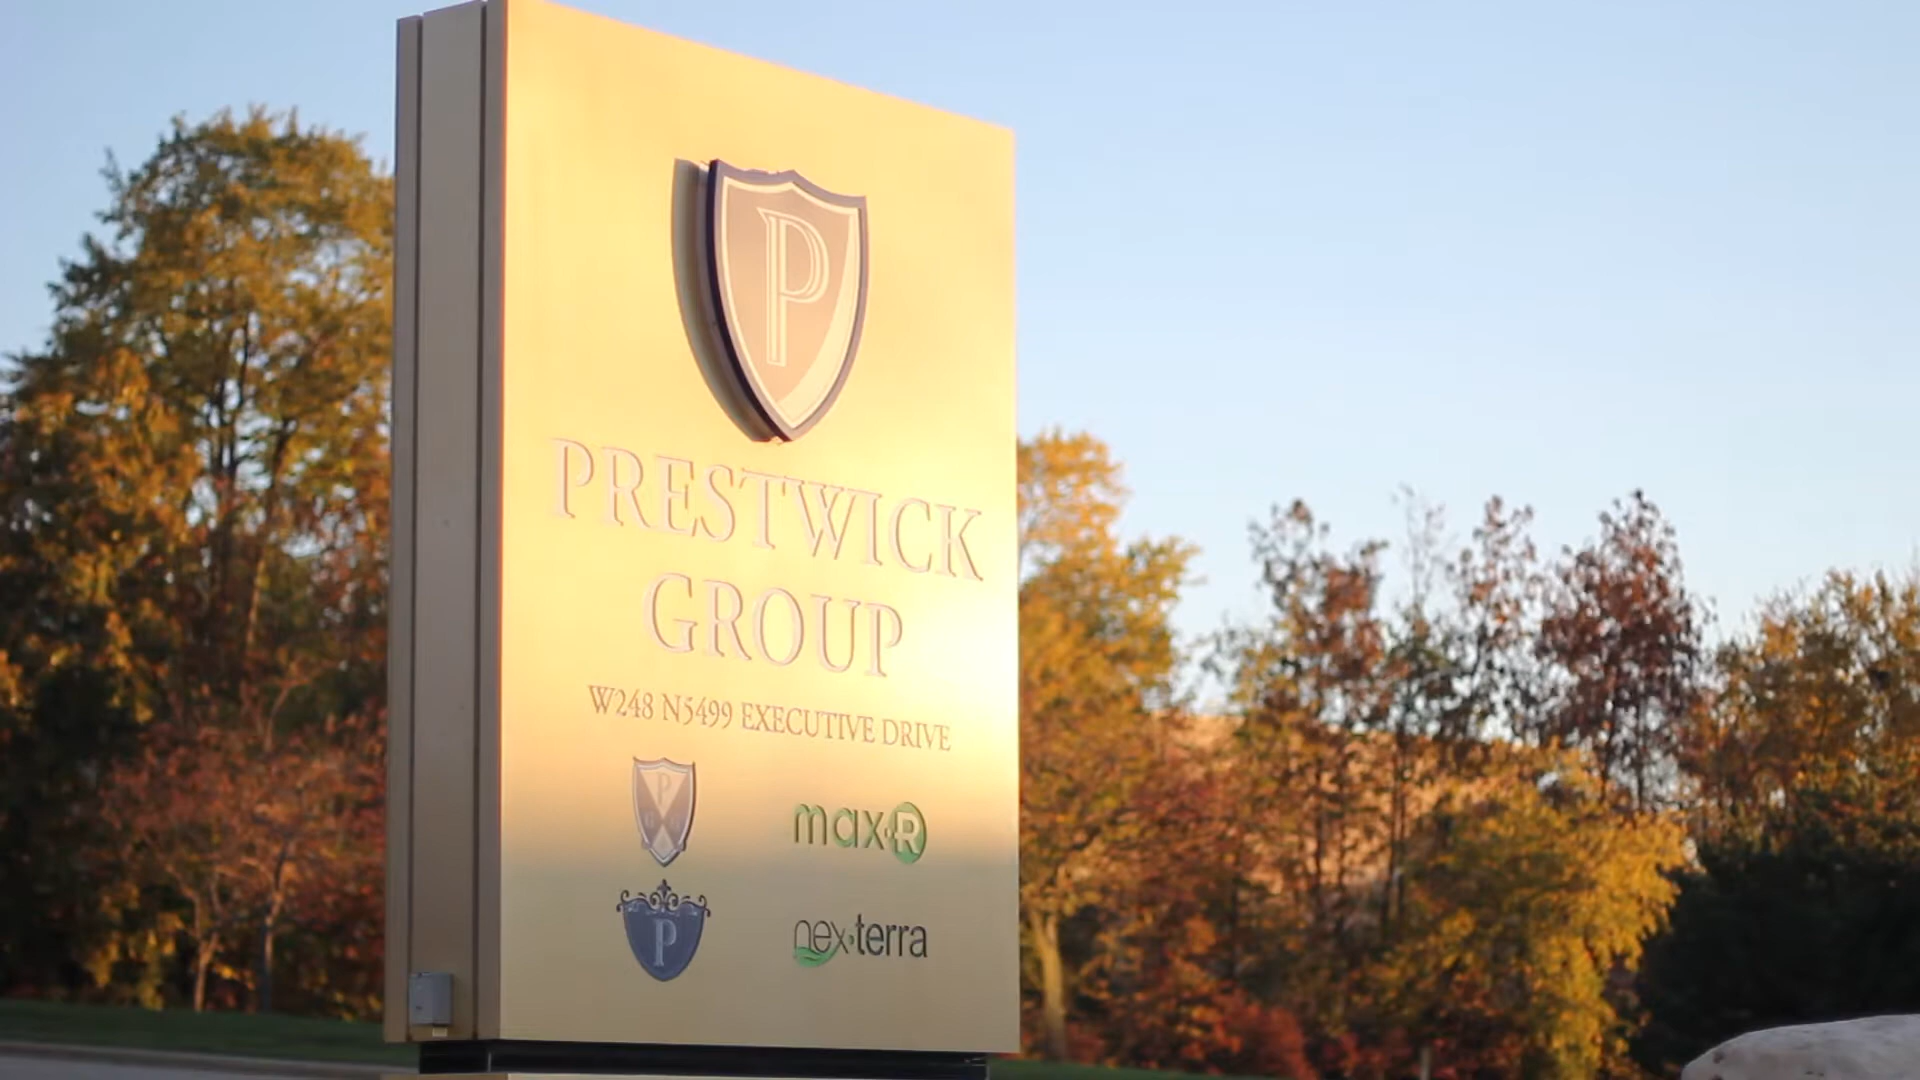 P
PRESTWICK
GROUP
W248 N5499 EXECUTIVE DRIVE
P
max-R
P
nex·terra